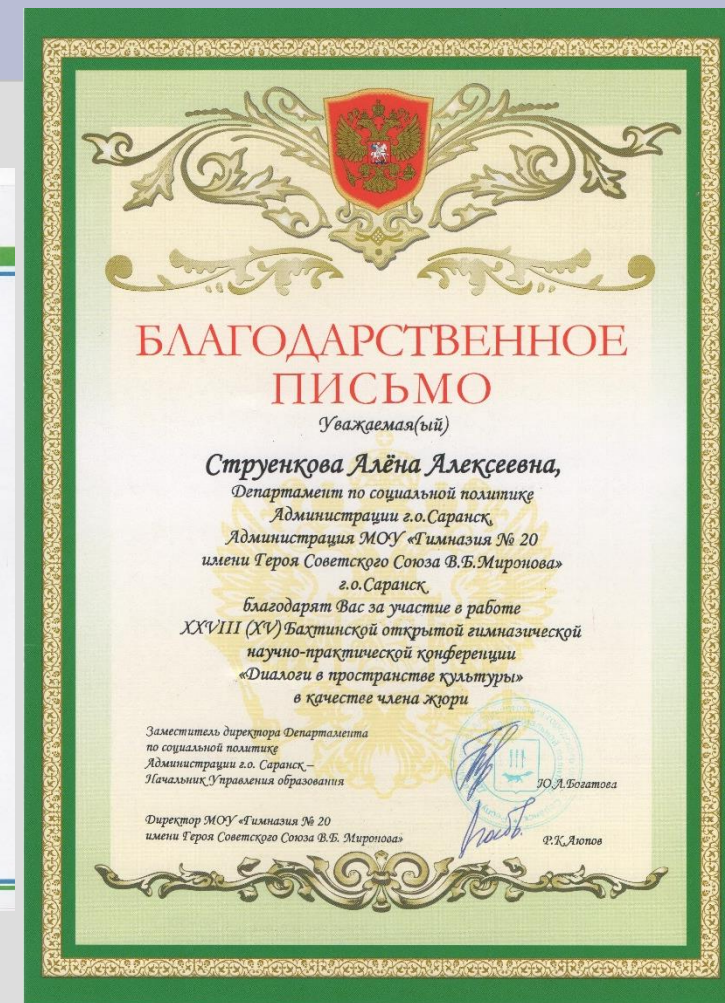 БЛАГОДАРСТВЕННОЕ
ПИСЬМО
Уважаемая(ый)
Струенкова Алёна Алексеевна,
Департамент по социальной политике
Администрации г.о.Саранск,
Администрация МОУ «Гимназия № 20
имени Героя Советского Союза В.Б.Миронова»
г.о.Саранск,
благодарят Вас за участие в работе
XXVIII (XV) Бахтинской открытой гимназической
научно-практической конференции
«Диалоги в пространстве культуры»
в качестве члена жюри
Заместитель директора Департамента
по социальной политике
Администрации г.о. Саранск –
Начальник Управления образования
Ю.А.Богатова
Директор МОУ «Гимназия № 20
имени Героя Советского Союза В.Б. Миронова»
Р.К.Аюпов